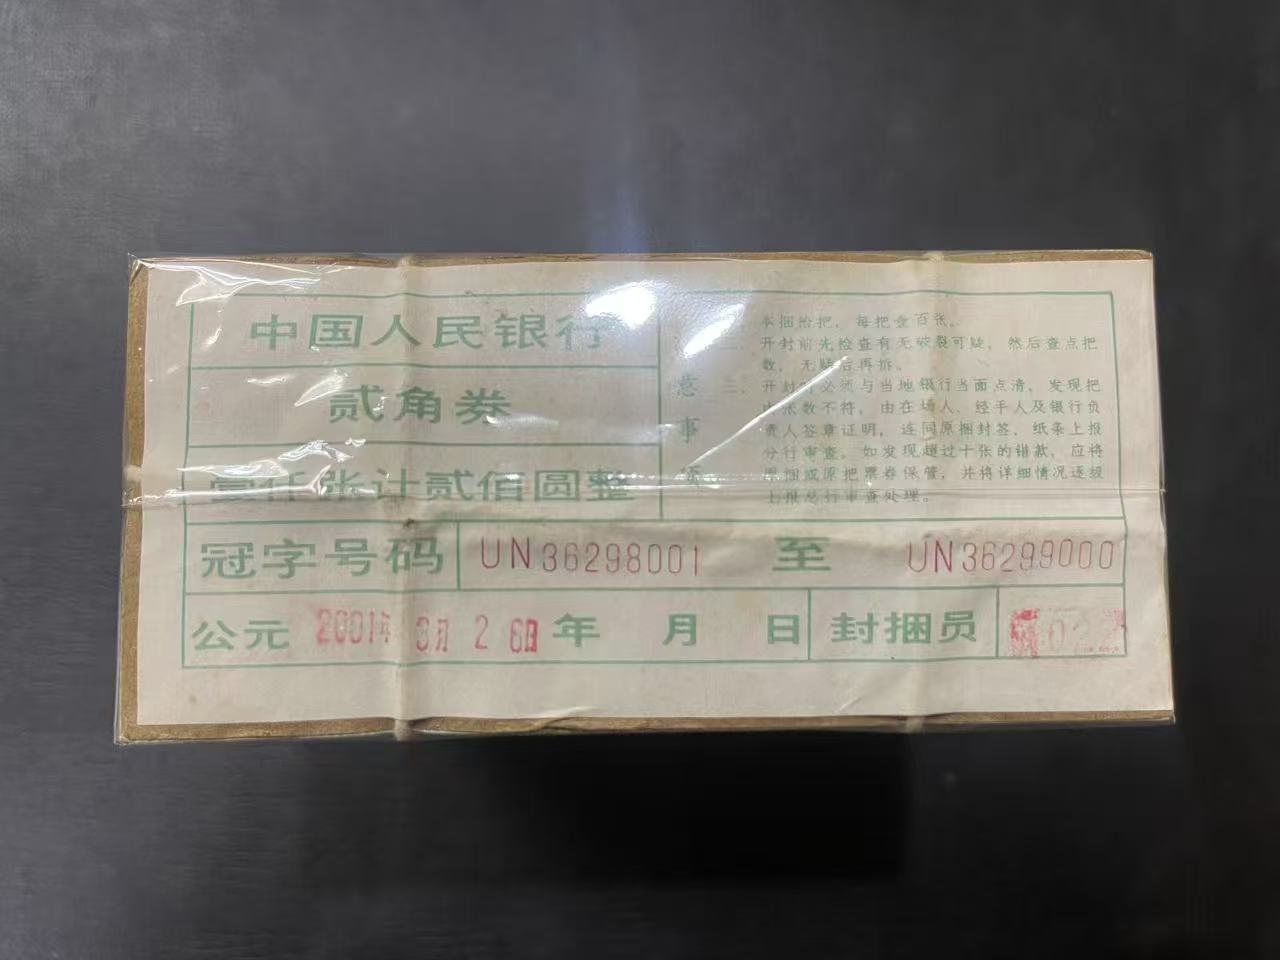 中国人民银行
贰角券
壹仟张计贰佰圆整
意事
本捆恰把,每把壹百张。
二、开封前先检查有无破裂可疑,然后查点把
数,无疑后再拆。
三、开封时必须与当地银行当面点清,发现把
张数不符,由在场人、经手人及银行负
责人签章证明,连同原捆封签、纸条上报
分行审查。如发现超过十张的错款,应将
原捆或原把票券保管,并将详细情况逐级
上报总行审查处理。
冠字号码 UN36298001 至 UN36299000
公元 2001年 3月 26日 年 月 日 封捆员 022